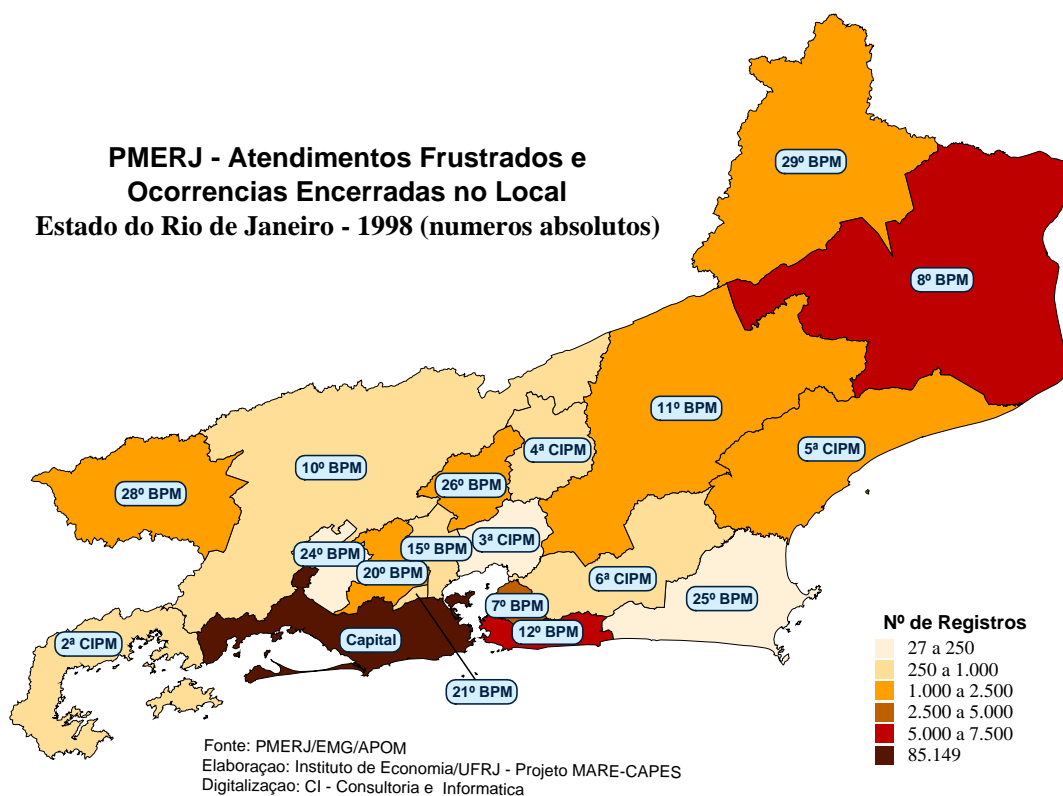 PMERJ - Atendimentos Frustrados e
Ocorrencias Encerradas no Local
Estado do Rio de Janeiro - 1998 (numeros absolutos)
29º BPM
8º BPM
11º BPM
5ª CIPM
4ª CIPM
10º BPM
26º BPM
28º BPM
3ª CIPM
24º BPM
15º BPM
20º BPM
6ª CIPM
25º BPM
7º BPM
12º BPM
Capital
2ª CIPM
21º BPM
Nº de Registros
27 a 250
250 a 1.000
1.000 a 2.500
2.500 a 5.000
5.000 a 7.500
85.149
Fonte: PMERJ/EMG/APOM
Elaboraçao: Instituto de Economia/UFRJ - Projeto MARE-CAPES
Digitalizaçao: CI - Consultoria e Informatica